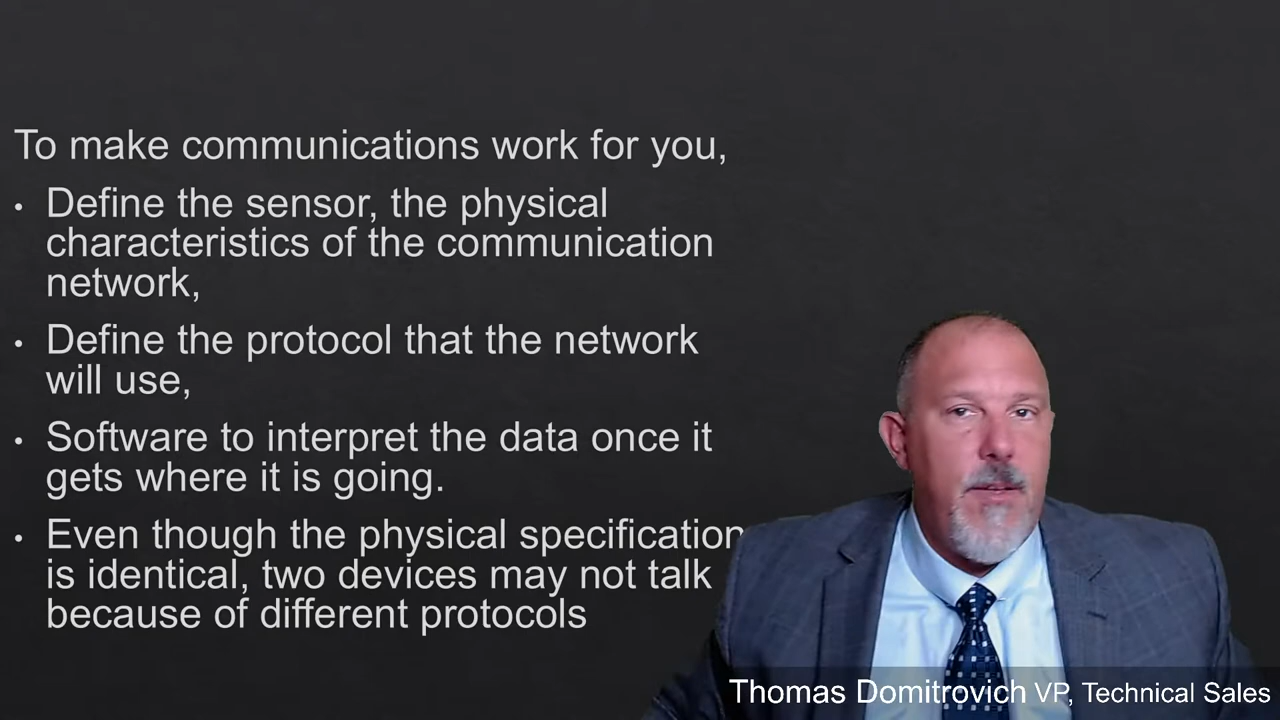 To make communications work for you,
• Define the sensor, the physical
characteristics of the communication
network,
• Define the protocol that the network
will use,
• Software to interpret the data once it
gets where it is going.
• Even though the physical specification
is identical, two devices may not talk
because of different protocols
Thomas Domitrovich VP, Technical Sales